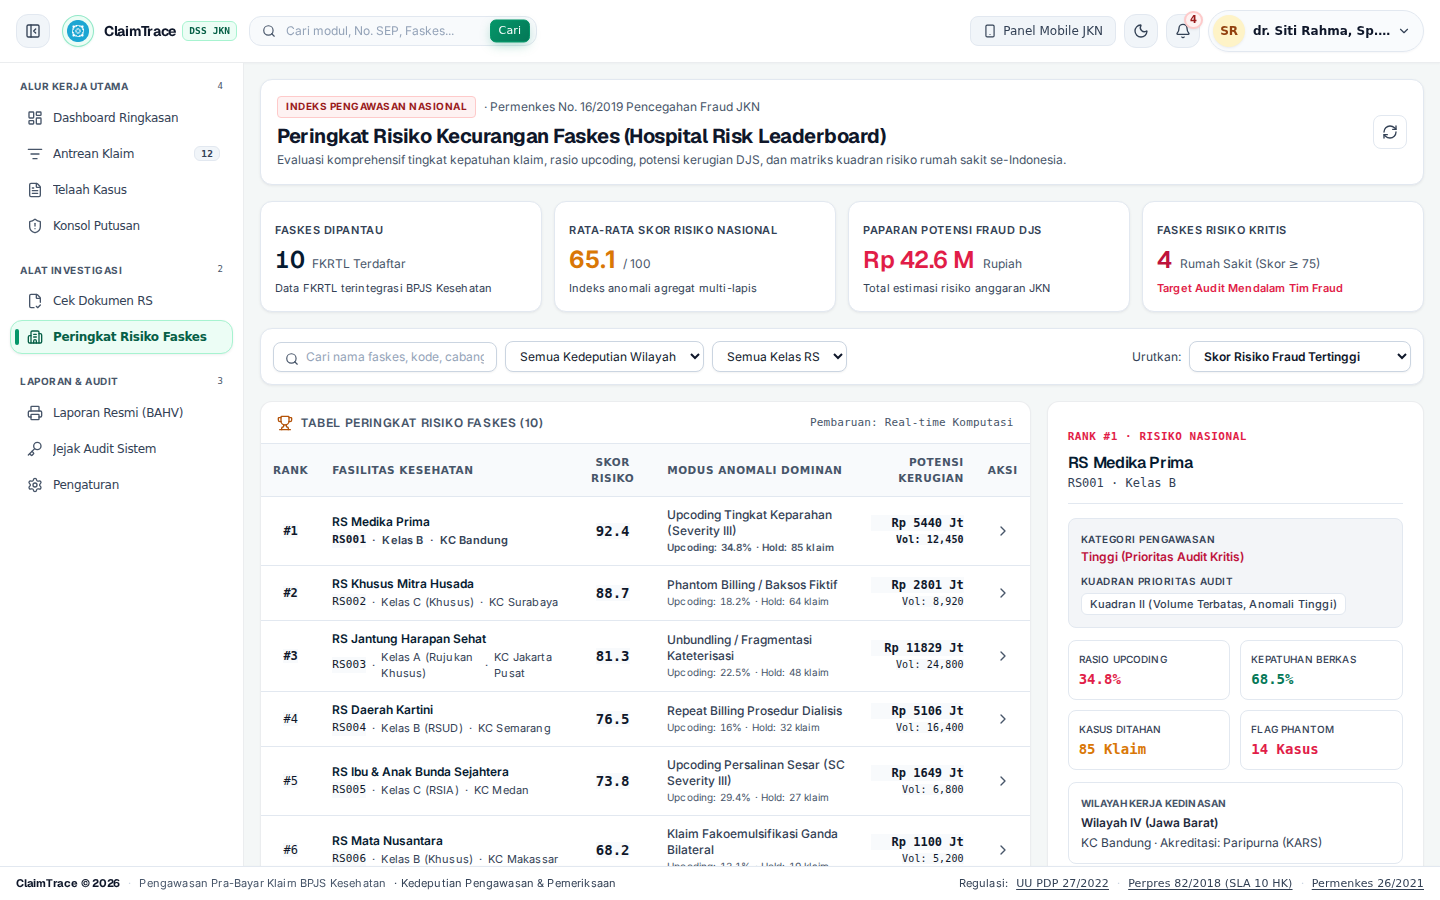 ClaimTrace DSS JKN
Cari modul, No. SEP, Faskes... Cari
Panel Mobile JKN
4
SR dr. Siti Rahma, Sp....
ALUR KERJA UTAMA 4
Dashboard Ringkasan
Antrean Klaim 12
Telaah Kasus
Konsol Putusan
ALAT INVESTIGASI 2
Cek Dokumen RS
Peringkat Risiko Faskes
LAPORAN & AUDIT 3
Laporan Resmi (BAHV)
Jejak Audit Sistem
Pengaturan
INDEKS PENGAWASAN NASIONAL · Permenkes No. 16/2019 Pencegahan Fraud JKN
Peringkat Risiko Kecurangan Faskes (Hospital Risk Leaderboard)
Evaluasi komprehensif tingkat kepatuhan klaim, rasio upcoding, potensi kerugian DJS, dan matriks kuadran risiko rumah sakit se-Indonesia.
FASKES DIPANTAU
10 FKRTL Terdaftar
Data FKRTL terintegrasi BPJS Kesehatan
RATA-RATA SKOR RISIKO NASIONAL
65.1 / 100
Indeks anomali agregat multi-lapis
PAPARAN POTENSI FRAUD DJS
Rp 42.6 M Rupiah
Total estimasi risiko anggaran JKN
FASKES RISIKO KRITIS
4 Rumah Sakit (Skor ≥ 75)
Target Audit Mendalam Tim Fraud
Cari nama faskes, kode, cabang
Semua Kedeputian Wilayah
Semua Kelas RS
Urutkan: Skor Risiko Fraud Tertinggi
TABEL PERINGKAT RISIKO FASKES (10) Pembaruan: Real-time Komputasi
RANK FASILITAS KESEHATAN SKOR RISIKO MODUS ANOMALI DOMINAN POTENSI KERUGIAN AKSI
#1 RS Medika Prima
RS001 · Kelas B · KC Bandung
92.4
Upcoding Tingkat Keparahan
(Severity III)
Upcoding: 34.8% · Hold: 85 klaim
Rp 5440 Jt
Vol: 12,450
#2 RS Khusus Mitra Husada
RS002 · Kelas C (Khusus) · KC Surabaya
88.7
Phantom Billing / Baksos Fiktif
Upcoding: 18.2% · Hold: 64 klaim
Rp 2801 Jt
Vol: 8,920
#3 RS Jantung Harapan Sehat
RS003 · Kelas A (Rujukan Khusus) · KC Jakarta Pusat
81.3
Unbundling / Fragmentasi
Kateterisasi
Upcoding: 22.5% · Hold: 48 klaim
Rp 11829 Jt
Vol: 24,800
#4 RS Daerah Kartini
RS004 · Kelas B (RSUD) · KC Semarang
76.5
Repeat Billing Prosedur Dialisis
Upcoding: 16% · Hold: 32 klaim
Rp 5106 Jt
Vol: 16,400
#5 RS Ibu & Anak Bunda Sejahtera
RS005 · Kelas C (RSIA) · KC Medan
73.8
Upcoding Persalinan Sesar (SC
Severity III)
Upcoding: 29.4% · Hold: 27 klaim
Rp 1649 Jt
Vol: 6,800
#6 RS Mata Nusantara
RS006 · Kelas B (Khusus) · KC Makassar
68.2
Klaim Fakoemulsifikasi Ganda
Bilateral
Rp 1100 Jt
Vol: 5,200
RANK #1 · RISIKO NASIONAL
RS Medika Prima
RS001 · Kelas B
KATEGORI PENGAWASAN
Tinggi (Prioritas Audit Kritis)
KUADRAN PRIORITAS AUDIT
Kuadran II (Volume Terbatas, Anomali Tinggi)
RASIO UPCODING
34.8%
KEPATUHAN BERKAS
68.5%
KASUS DITAHAN
85 Klaim
FLAG PHANTOM
14 Kasus
WILAYAH KERJA KEDINASAN
Wilayah IV (Jawa Barat)
KC Bandung · Akreditasi: Paripurna (KARS)
ClaimTrace © 2026 · Pengawasan Pra-Bayar Klaim BPJS Kesehatan · Kedeputian Pengawasan & Pemeriksaan
Regulasi: UU PDP 27/2022 · Perpres 82/2018 (SLA 10 HK) · Permenkes 26/2021